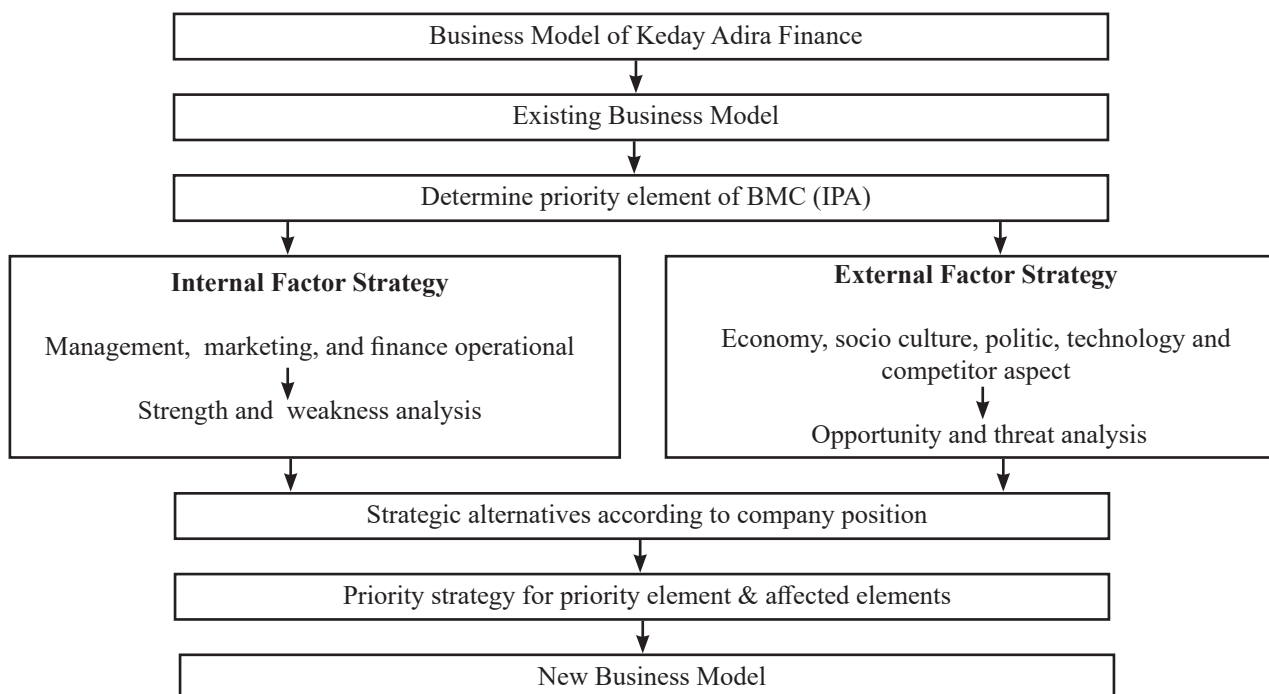 Business Model of Keday Adira Finance
Existing Business Model
Determine priority element of BMC (IPA)
Internal Factor Strategy
Management, marketing, and finance operational
Strength and weakness analysis
External Factor Strategy
Economy, socio culture, politic, technology and
competitor aspect
Opportunity and threat analysis
Strategic alternatives according to company position
Priority strategy for priority element & affected elements
New Business Model